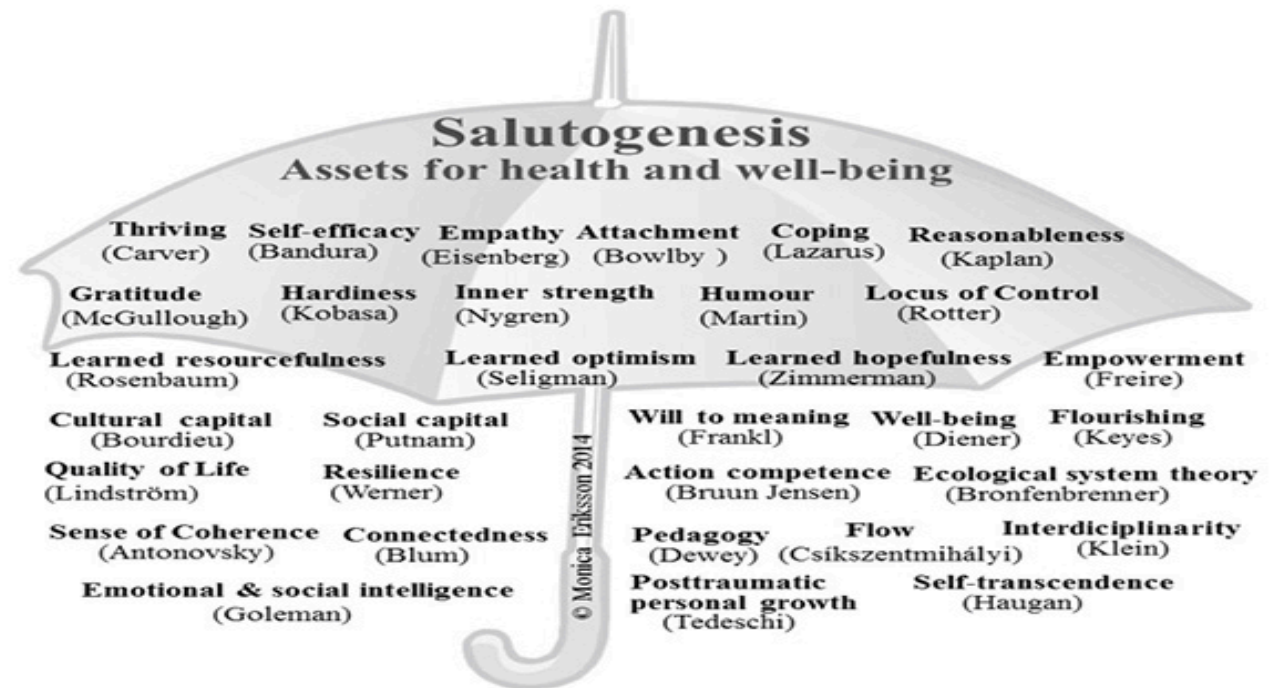 Salutogenesis
Assets for health and well-being
Thriving Self-efficacy Empathy Attachment Coping Reasonableness
(Carver) (Bandura) (Eisenberg) (Bowlby ) (Lazarus) (Kaplan)
Gratitude Hardiness Inner strength Humour Locus of Control
(McGullough) (Kobasa) (Nygren) (Martin) (Rotter)
Learned resourcefulness Learned optimism Learned hopefulness Empowerment
(Rosenbaum) (Seligman) (Zimmerman) (Freire)
Cultural capital Social capital Will to meaning Well-being Flourishing
(Bourdieu) (Putnam) (Frankl) (Diener) (Keyes)
Quality of Life Resilience Action competence Ecological system theory
(Lindström) (Werner) (Bruun Jensen) (Bronfenbrenner)
Sense of Coherence Connectedness Pedagogy Flow Interdiciplinarity
(Antonovsky) (Blum) (Dewey) (Csíkszentmihályi) (Klein)
Emotional & social intelligence Posttraumatic Self-transcendence
(Goleman) personal growth (Haugan)
(Tedeschi)
© Monica Eriksson 2014